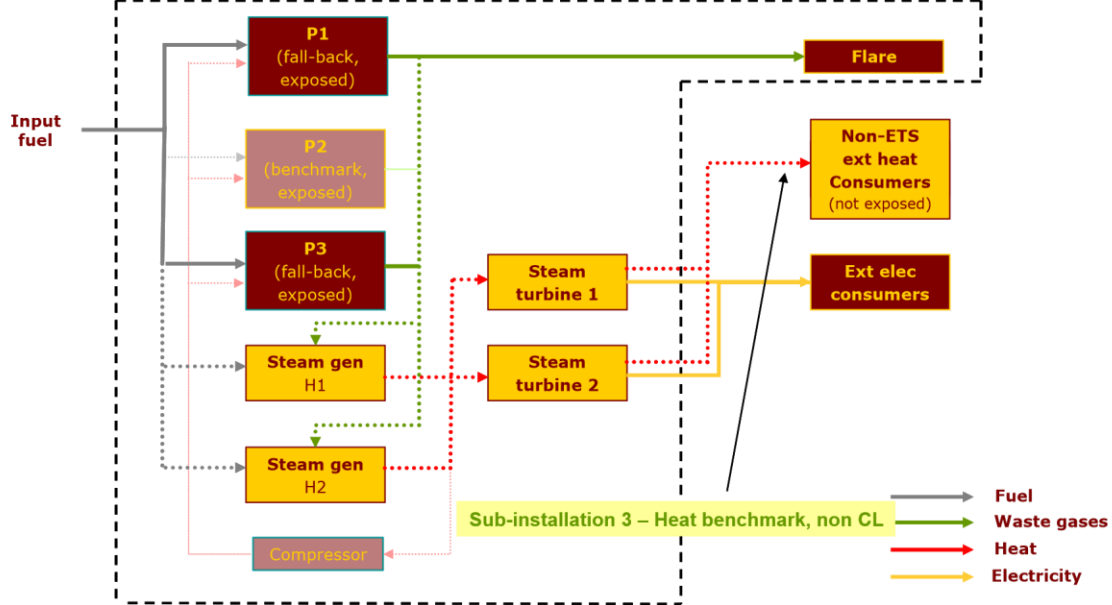 P1
(fall-back,
exposed)
Flare
Input
fuel
P2
(benchmark,
exposed)
Non-ETS
ext heat
Consumers
(not exposed)
P3
(fall-back,
exposed)
Steam
turbine 1
Ext elec
consumers
Steam gen
H1
Steam
turbine 2
Steam gen
H2
Sub-installation 3 – Heat benchmark, non CL
Compressor
Fuel
Waste gases
Heat
Electricity